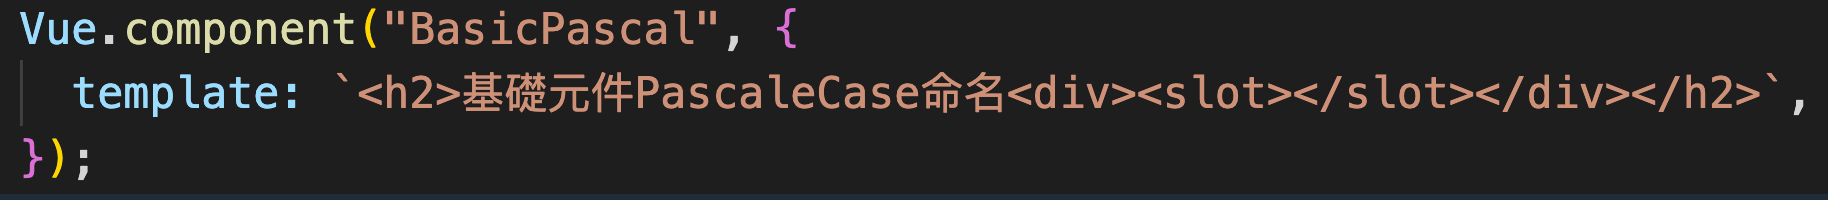 Vue.component("BasicPascal", {
  template: `<h2>基礎元件PascaleCase命名<div><slot></slot></div></h2>`,
});